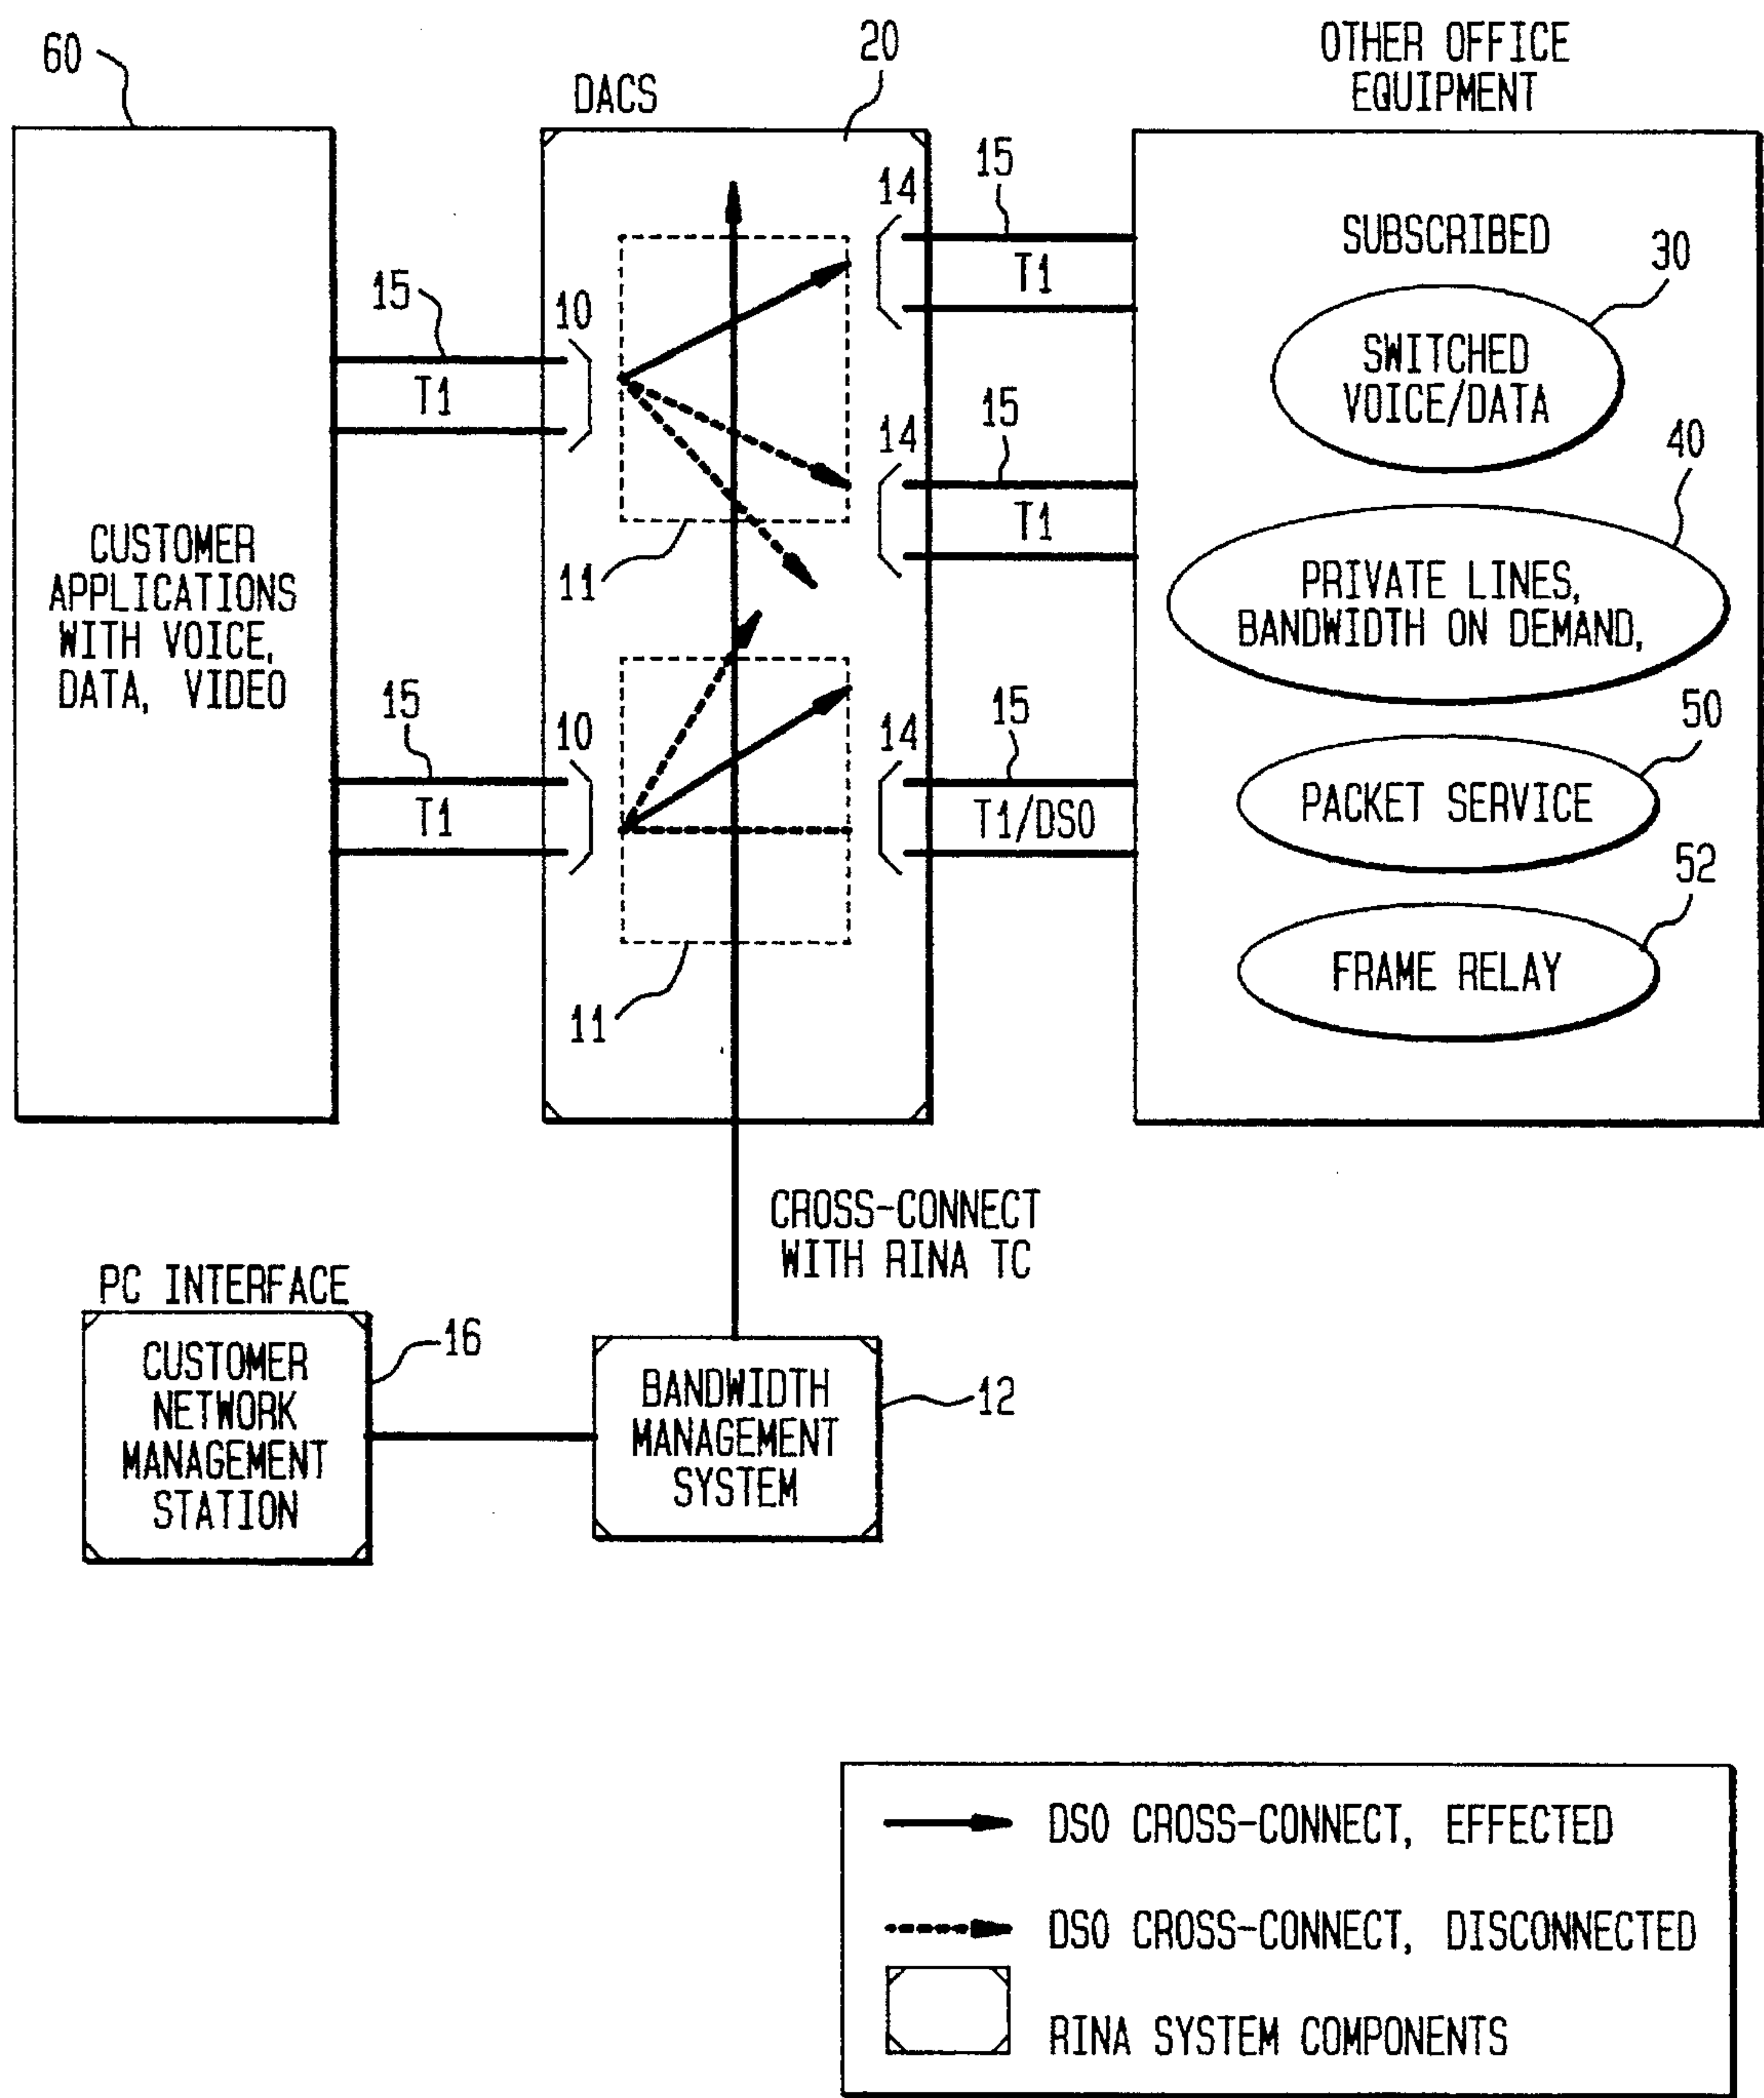 60
DACS
20
OTHER OFFICE
EQUIPMENT
CUSTOMER
APPLICATIONS
WITH VOICE,
DATA, VIDEO
15
T1
10
15
T1
10
11
11
14
15
T1
14
15
T1
14
15
T1/DS0
SUBSCRIBED
30
SWITCHED
VOICE/DATA
40
PRIVATE LINES,
BANDWIDTH ON DEMAND,
50
PACKET SERVICE
52
FRAME RELAY
CROSS-CONNECT
WITH RINA TC
PC INTERFACE
CUSTOMER
NETWORK
MANAGEMENT
STATION
16
BANDWIDTH
MANAGEMENT
SYSTEM
12
DS0 CROSS-CONNECT, EFFECTED
DS0 CROSS-CONNECT, DISCONNECTED
RINA SYSTEM COMPONENTS